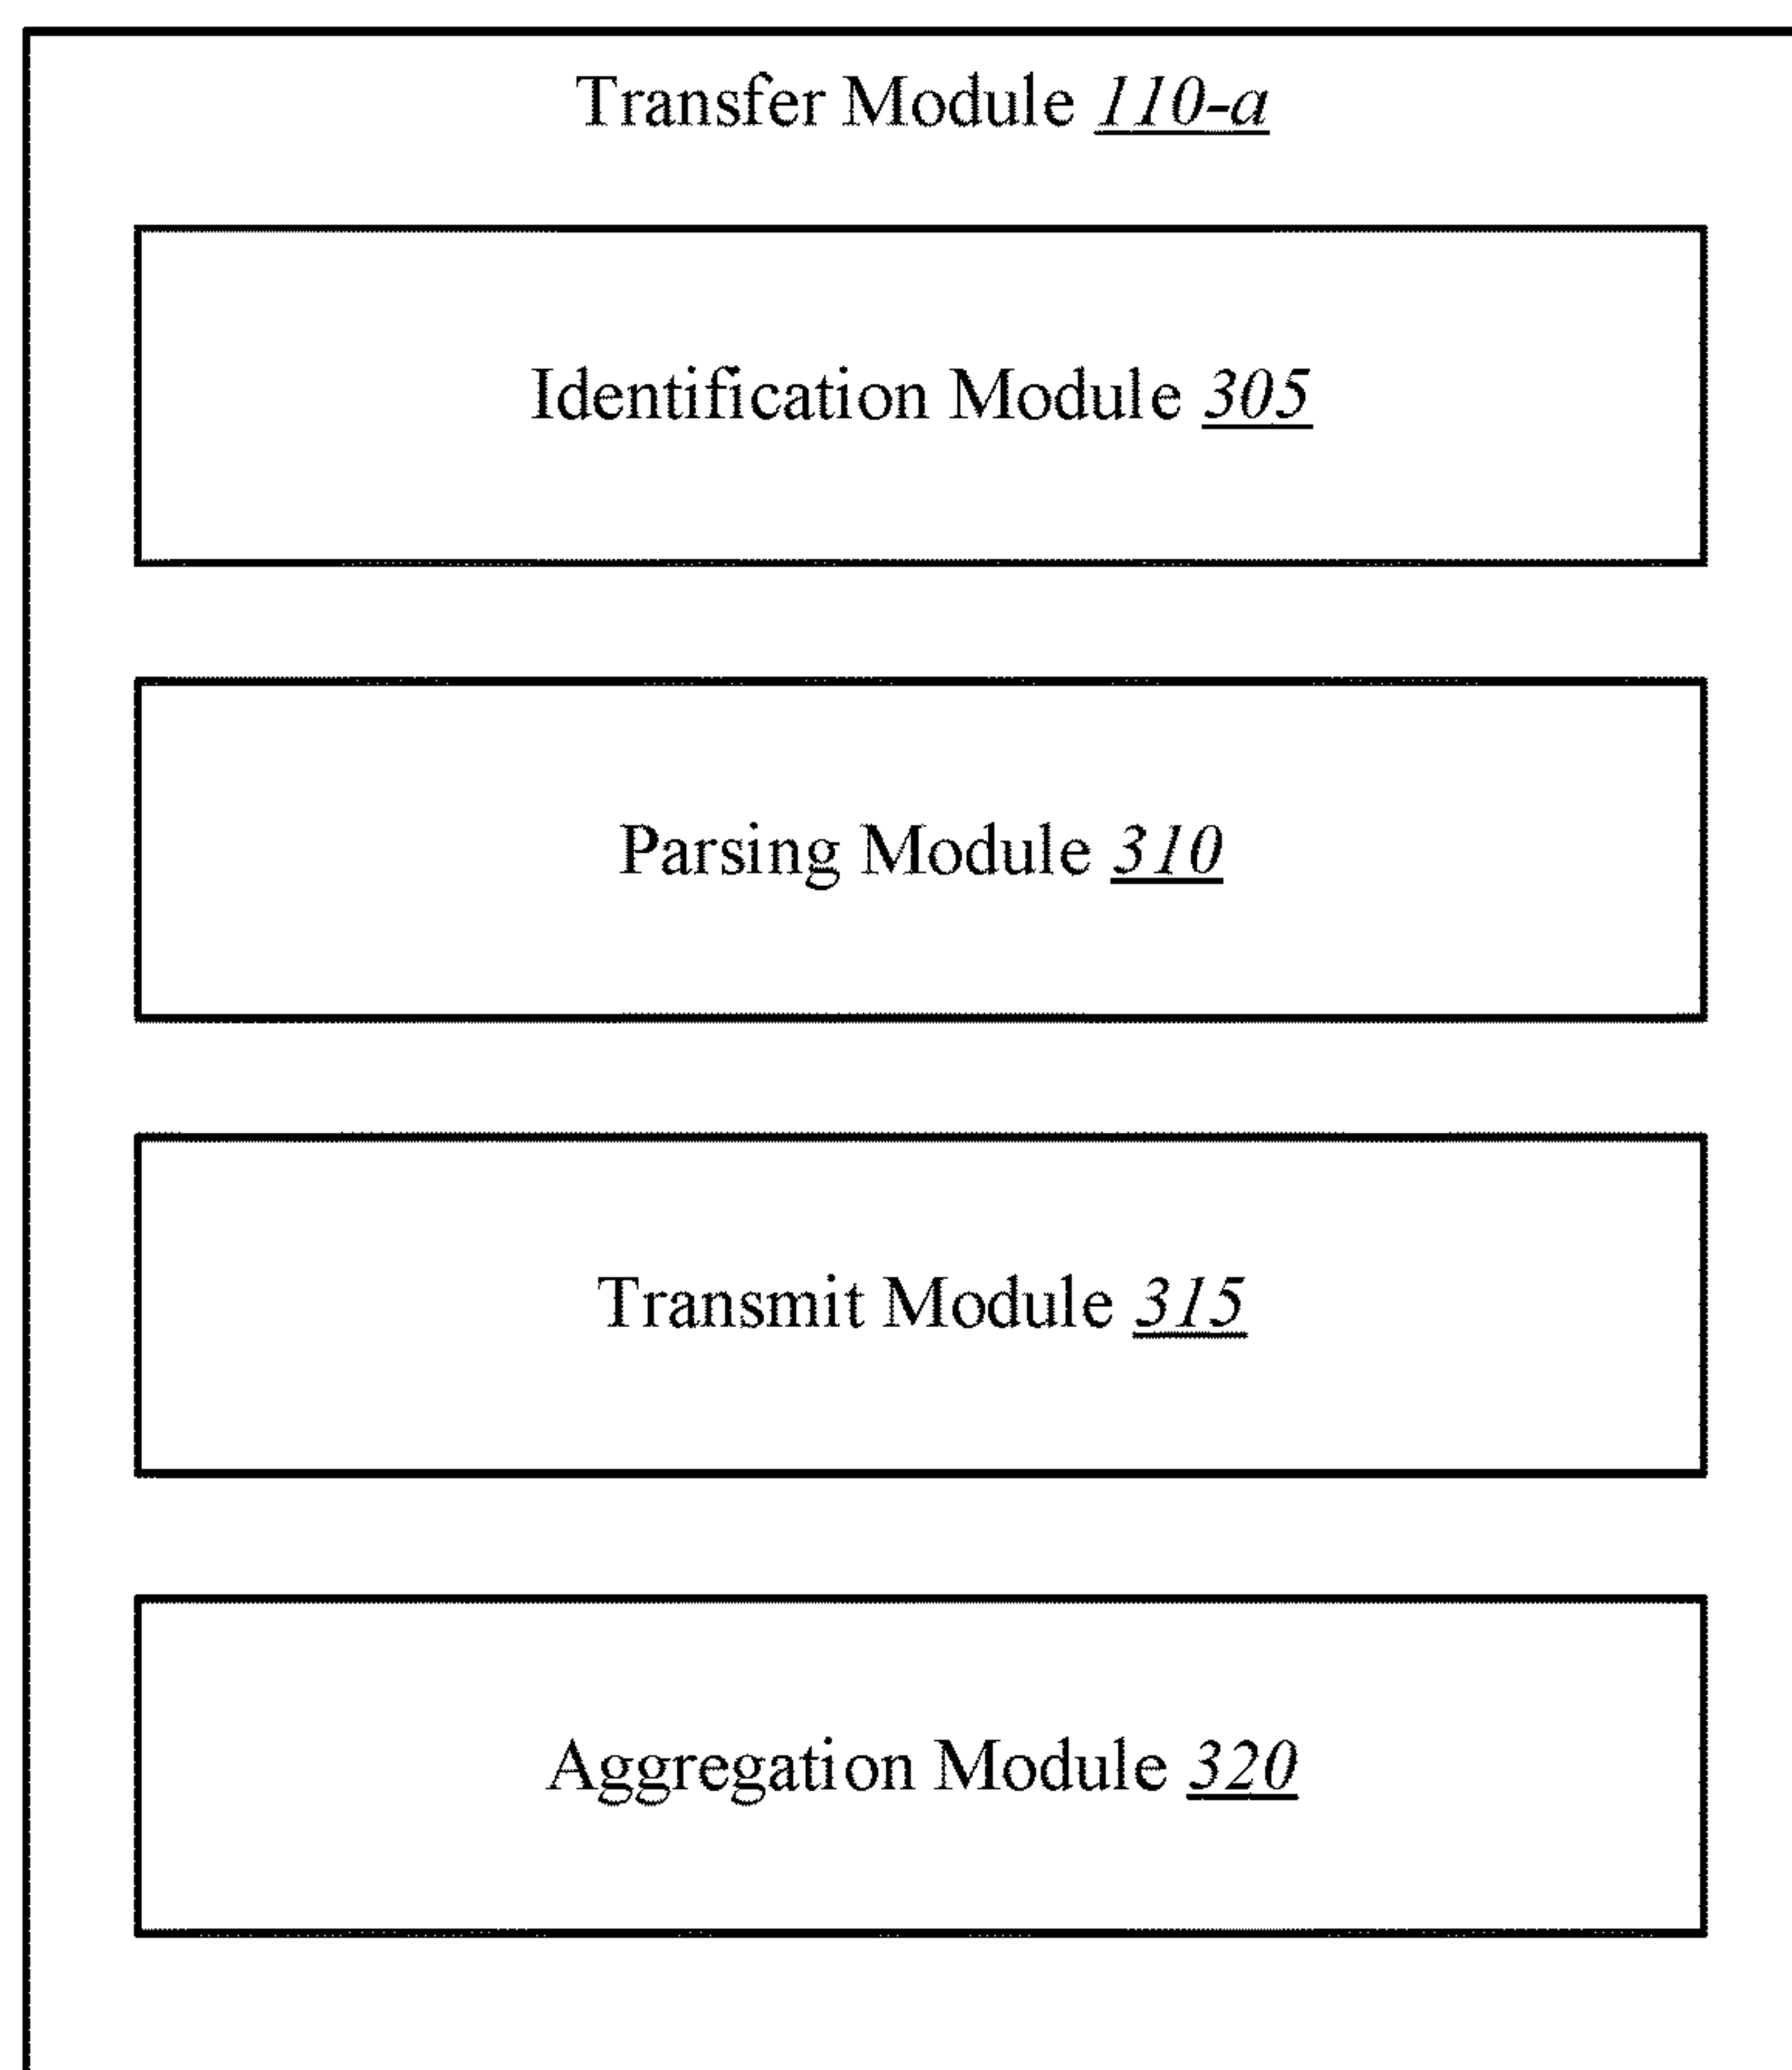 Transfer Module 110-a
Identification Module 305
Parsing Module 310
Transmit Module 315
Aggregation Module 320